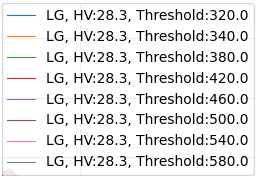 LG, HV:28.3, Threshold:320.0
LG, HV:28.3, Threshold:340.0
LG, HV:28.3, Threshold:380.0
LG, HV:28.3, Threshold:420.0
LG, HV:28.3, Threshold:460.0
LG, HV:28.3, Threshold:500.0
LG, HV:28.3, Threshold:540.0
LG, HV:28.3, Threshold:580.0